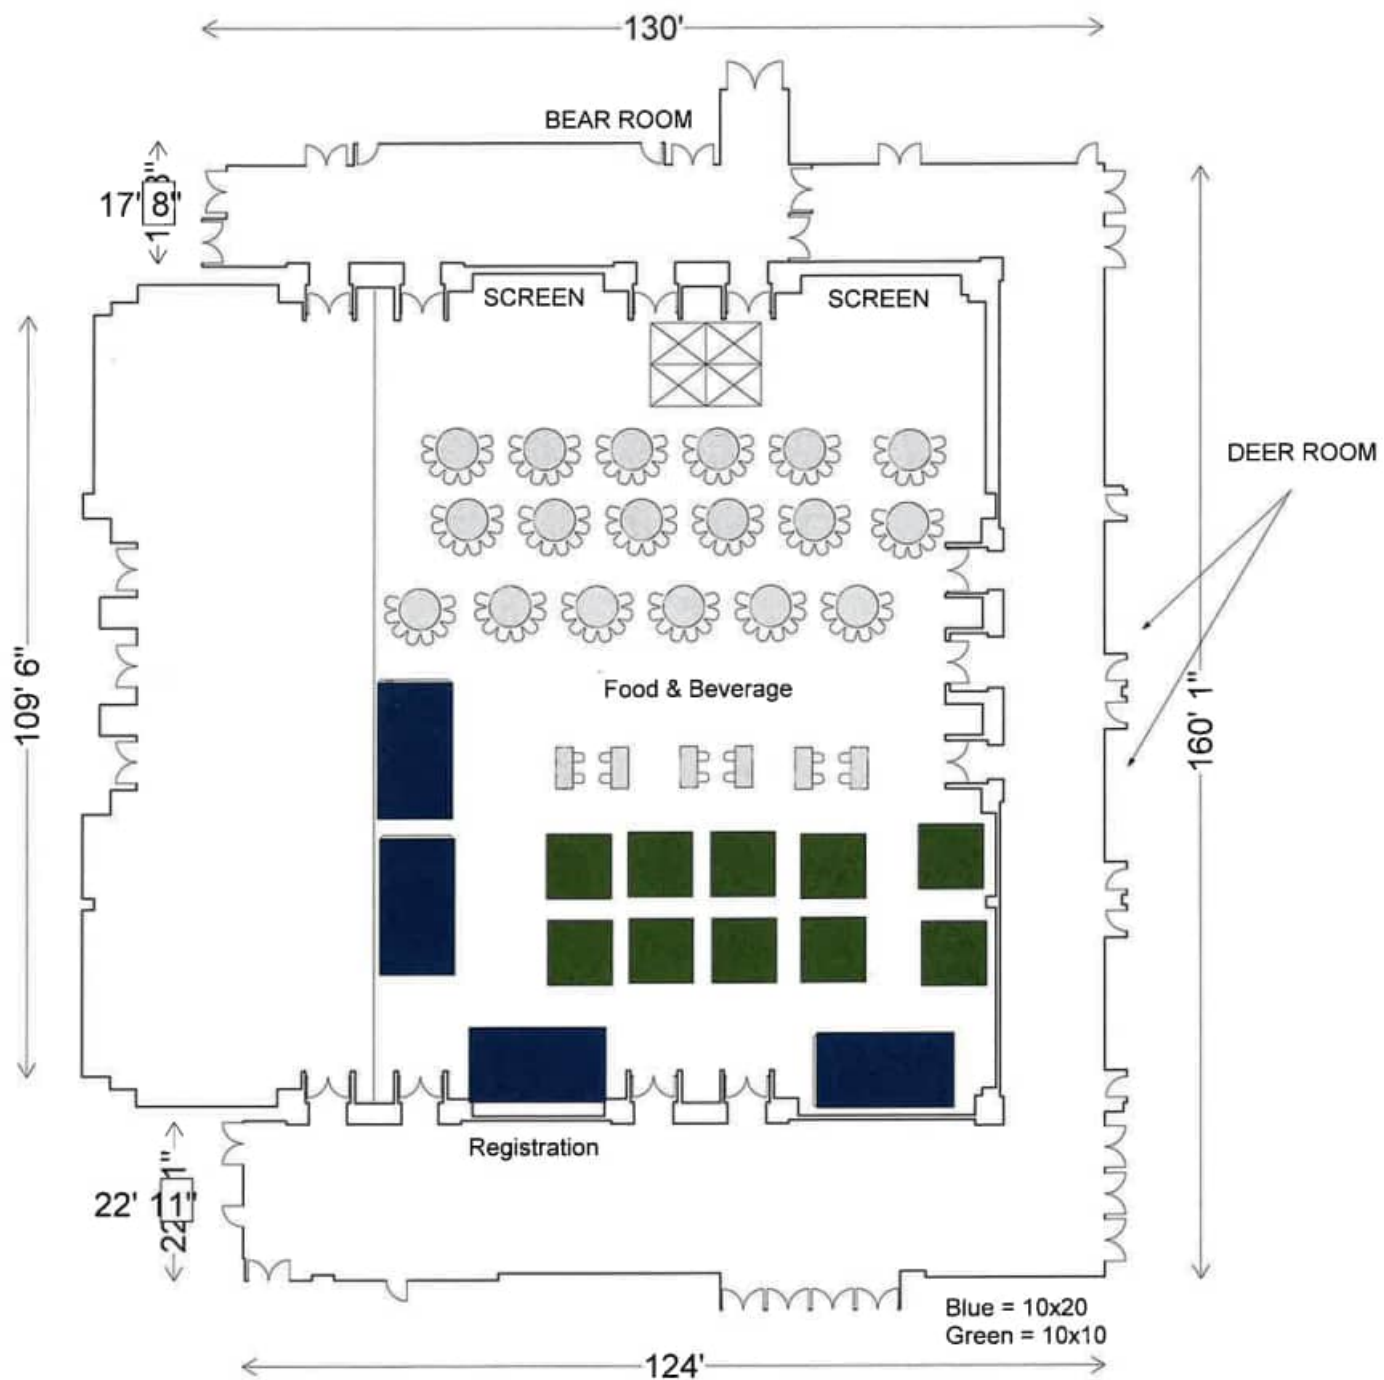 130'
BEAR ROOM
17' 8"
SCREEN
SCREEN
DEER ROOM
109' 6"
Food & Beverage
160' 1"
Registration
22' 11"
Blue = 10x20
Green = 10x10
124'